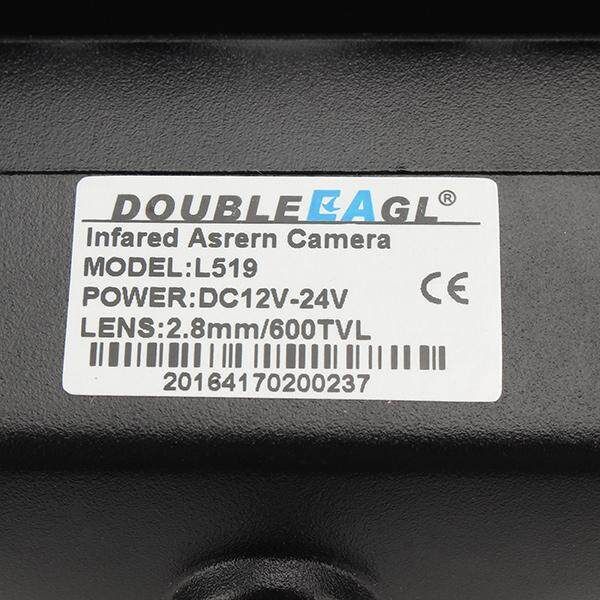 DOUBLEEAGL®
Infared Asrern Camera
MODEL:L519
POWER:DC12V-24V
CE
LENS:2.8mm/600TVL
20164170200237